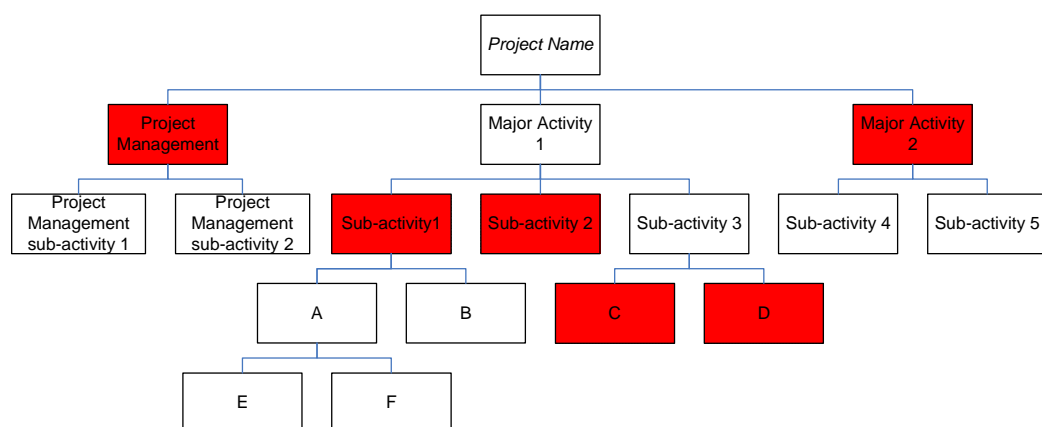 Project Name
Project
Management
Major Activity
1
Major Activity
2
Project
Management
sub-activity 1
Project
Management
sub-activity 2
Sub-activity1
Sub-activity 2
Sub-activity 3
Sub-activity 4
Sub-activity 5
A
B
C
D
E
F